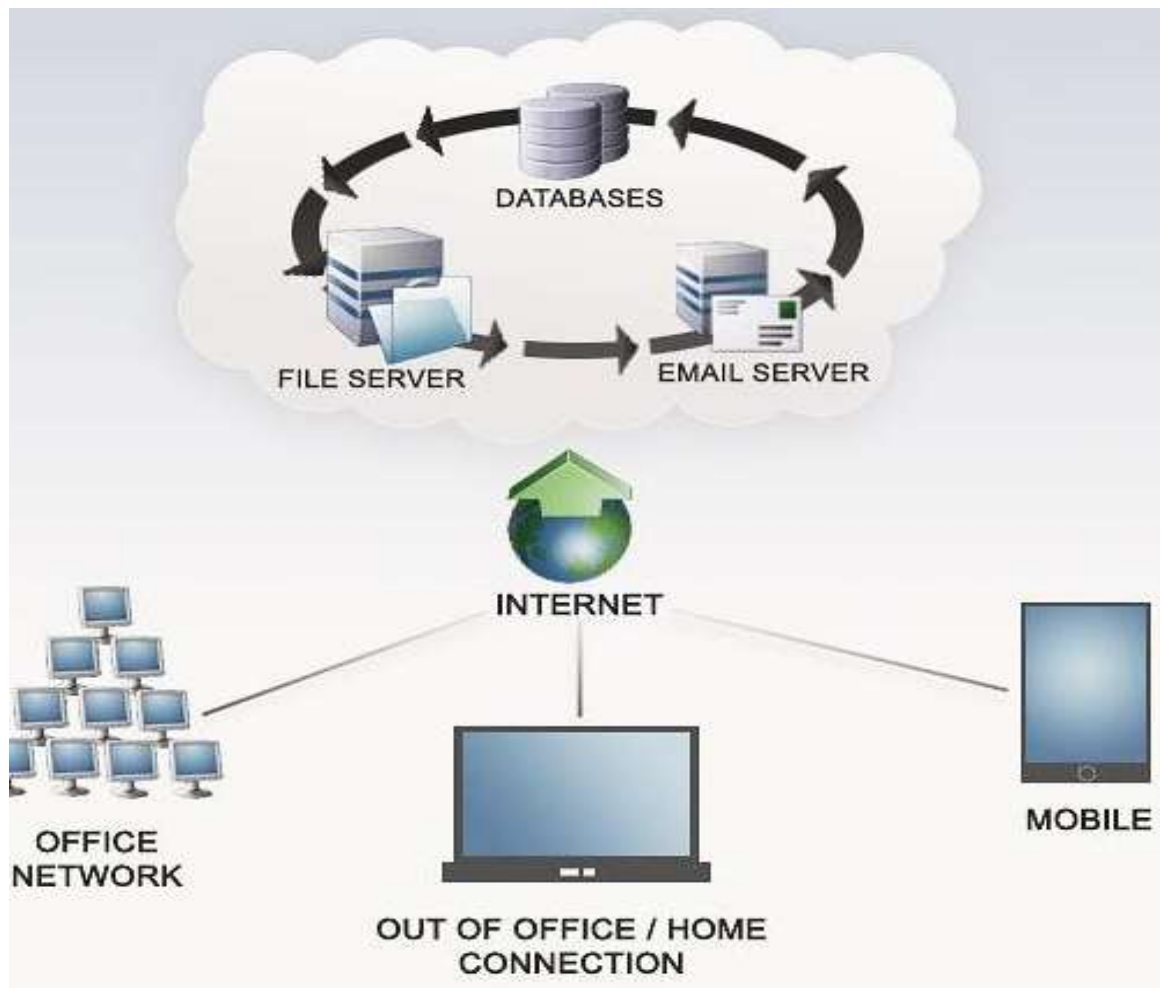 DATABASES
FILE SERVER
EMAIL SERVER
INTERNET
OFFICE
NETWORK
MOBILE
OUT OF OFFICE / HOME
CONNECTION